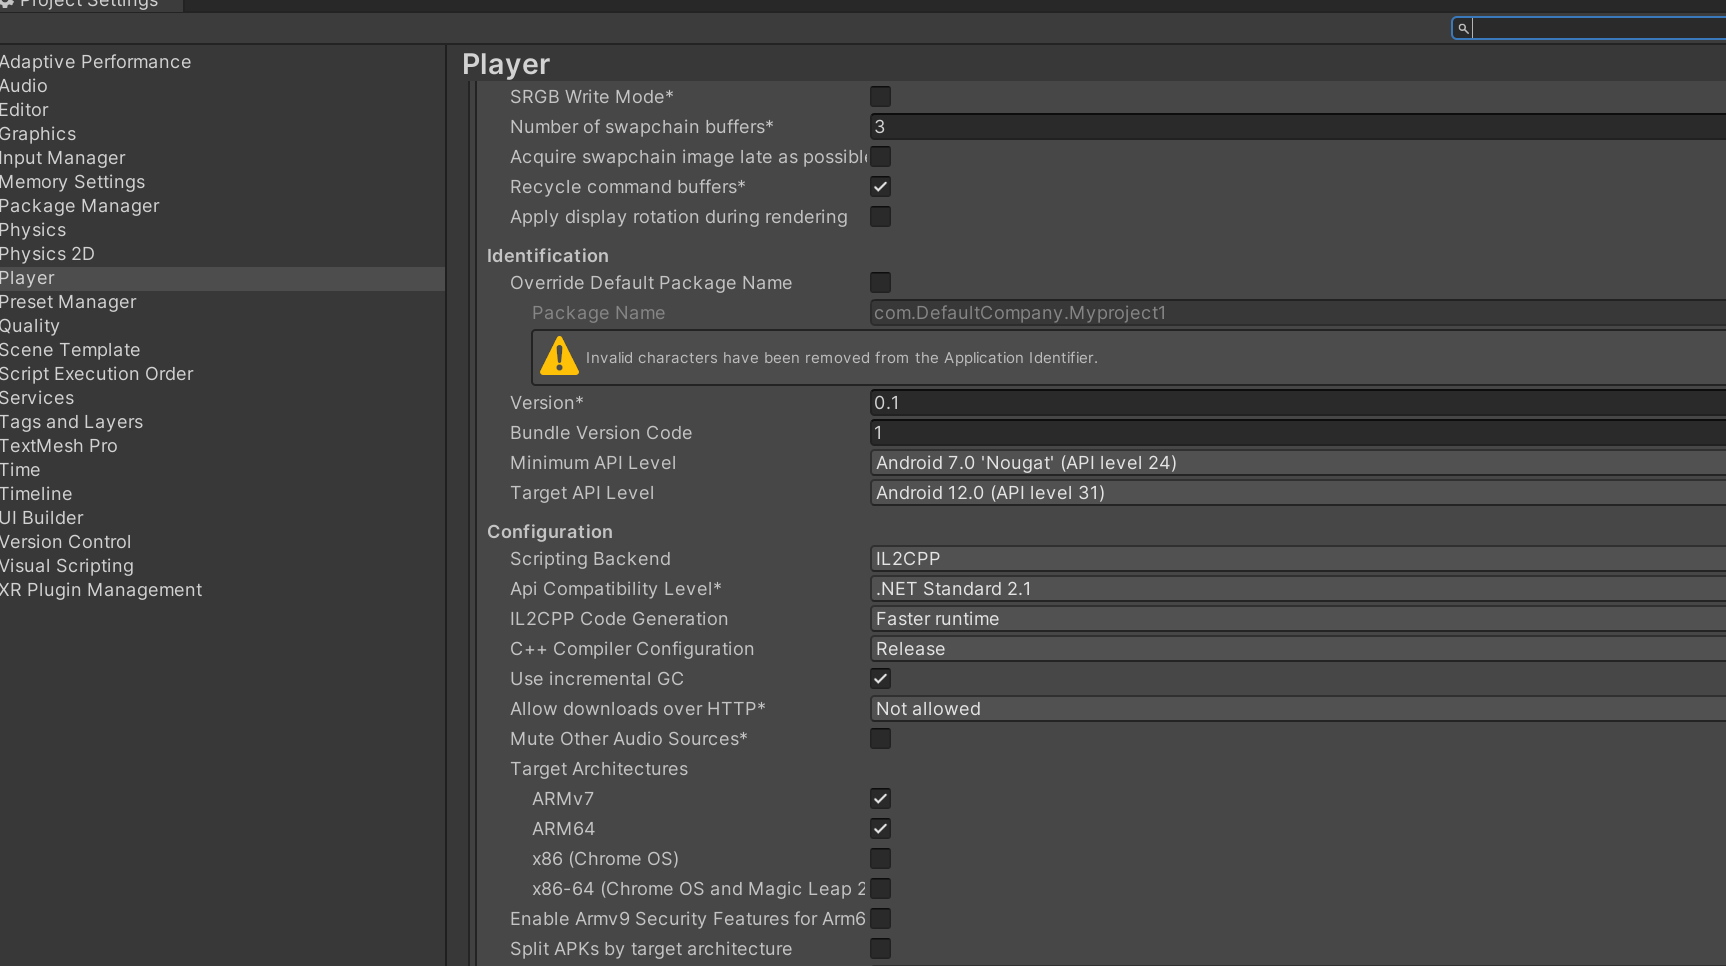 Project Settings
Adaptive Performance
Audio
Editor
Graphics
Input Manager
Memory Settings
Package Manager
Physics
Physics 2D
Player
Preset Manager
Quality
Scene Template
Script Execution Order
Services
Tags and Layers
TextMesh Pro
Time
Timeline
UI Builder
Version Control
Visual Scripting
XR Plugin Management
Player
SRGB Write Mode*
Number of swapchain buffers* 3
Acquire swapchain image late as possible
Recycle command buffers*
Apply display rotation during rendering
Identification
Override Default Package Name
Package Name com.DefaultCompany.Myproject1
Invalid characters have been removed from the Application Identifier.
Version* 0.1
Bundle Version Code 1
Minimum API Level Android 7.0 'Nougat' (API level 24)
Target API Level Android 12.0 (API level 31)
Configuration
Scripting Backend IL2CPP
Api Compatibility Level* .NET Standard 2.1
IL2CPP Code Generation Faster runtime
C++ Compiler Configuration Release
Use incremental GC
Allow downloads over HTTP* Not allowed
Mute Other Audio Sources*
Target Architectures
ARMv7
ARM64
x86 (Chrome OS)
x86-64 (Chrome OS and Magic Leap 2
Enable Armv9 Security Features for Arm6
Split APKs by target architecture